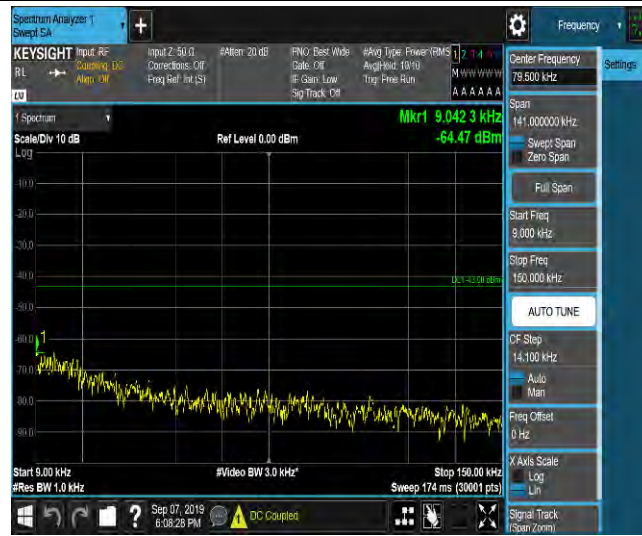 Spectrum Analyzer 1
Swept SA
+
Frequency
KEYSIGHT
Input: RF
Coupling: DC
Align: Off
Input Z: 50 Ω
Corrections: Off
Freq Ref: Int (S)
#Atten: 20 dB
PNO: Best Wide
Gate: Off
IF Gain: Low
Sig Track: Off
#Avg Type: Power (RMS
Avg|Hold: 10/10
Trig: Free Run
RL
LXI
M W W W W W
A A A A A A
Center Frequency
79.500 kHz
Settings
1 Spectrum
Mkr1 9.042 3 kHz
Scale/Div 10 dB
Ref Level 0.00 dBm
-64.47 dBm
Log
Span
141.000000 kHz
Swept Span
Zero Span
Full Span
-10.0
-20.0
-30.0
-40.0
DL1 -43.00 dBm
-50.0
-60.0
1
-70.0
-80.0
-90.0
Start Freq
9.000 kHz
Stop Freq
150.000 kHz
AUTO TUNE
CF Step
14.100 kHz
Auto
Man
Freq Offset
0 Hz
X Axis Scale
Log
Lin
Signal Track
(Span Zoom)
Start 9.00 kHz
#Video BW 3.0 kHz*
Stop 150.00 kHz
#Res BW 1.0 kHz
Sweep 174 ms (30001 pts)
?
Sep 07, 2019
6:08:28 PM
DC Coupled